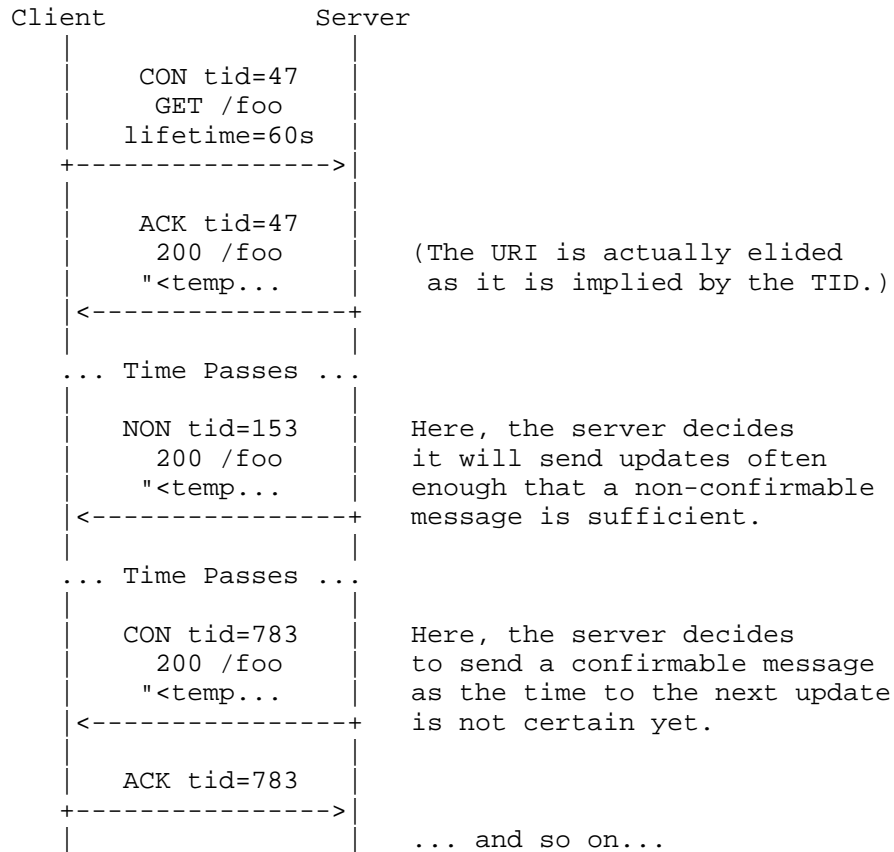 Client Server
CON tid=47
GET /foo
lifetime=60s
+---------------->|
ACK tid=47
200 /foo (The URI is actually elided
"<temp... as it is implied by the TID.)
|<----------------+
... Time Passes ...
NON tid=153 Here, the server decides
200 /foo it will send updates often
"<temp... enough that a non-confirmable
|<----------------+ message is sufficient.
... Time Passes ...
CON tid=783 Here, the server decides
200 /foo to send a confirmable message
"<temp... as the time to the next update
|<----------------+ is not certain yet.
ACK tid=783
+---------------->|
... and so on...